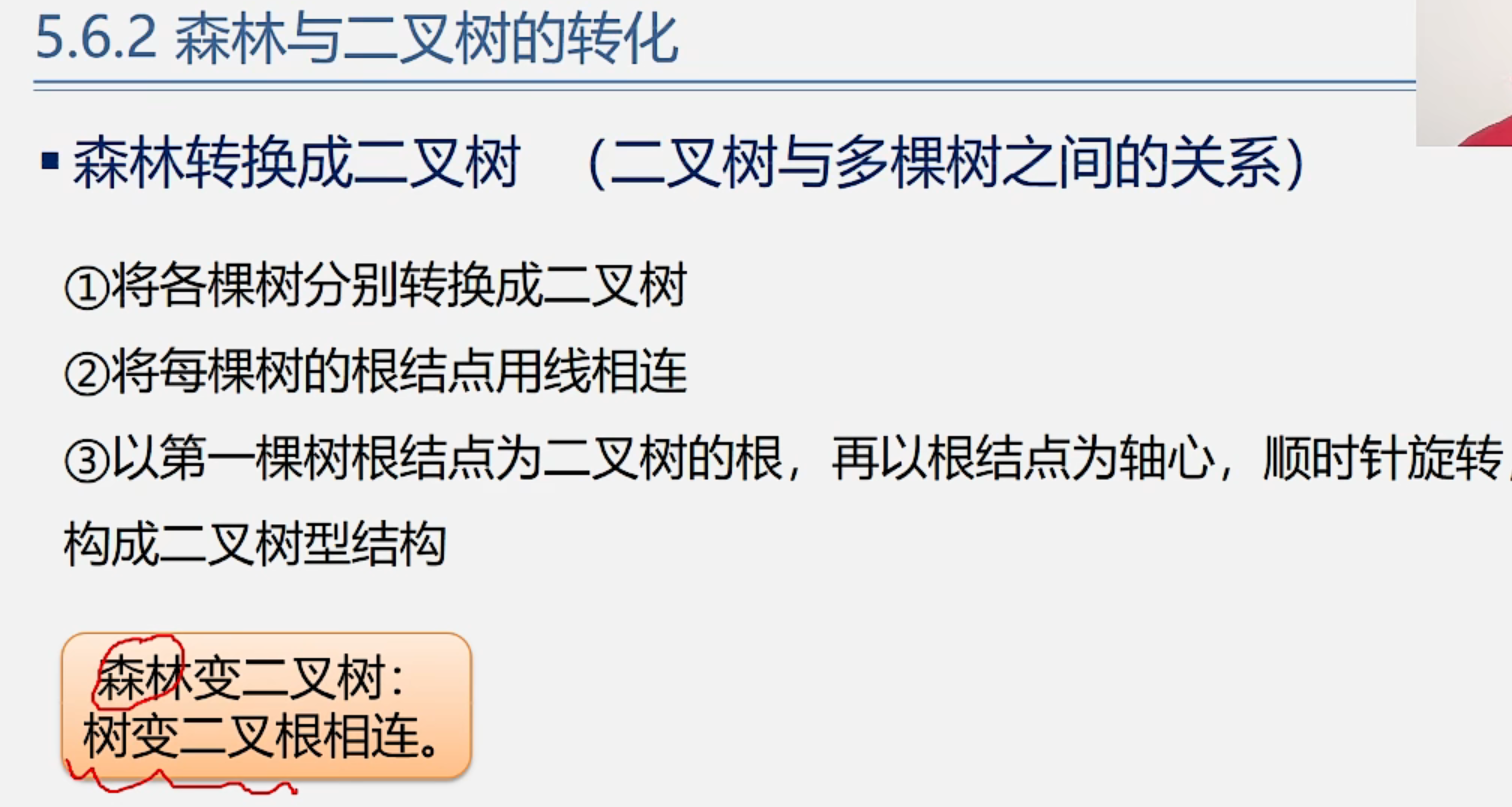 5.6.2 森林与二叉树的转化
▪森林转换成二叉树 （二叉树与多棵树之间的关系）
①将各棵树分别转换成二叉树
②将每棵树的根结点用线相连
③以第一棵树根结点为二叉树的根，再以根结点为轴心，顺时针旋转，
构成二叉树型结构
森林变二叉树：
树变二叉根相连。